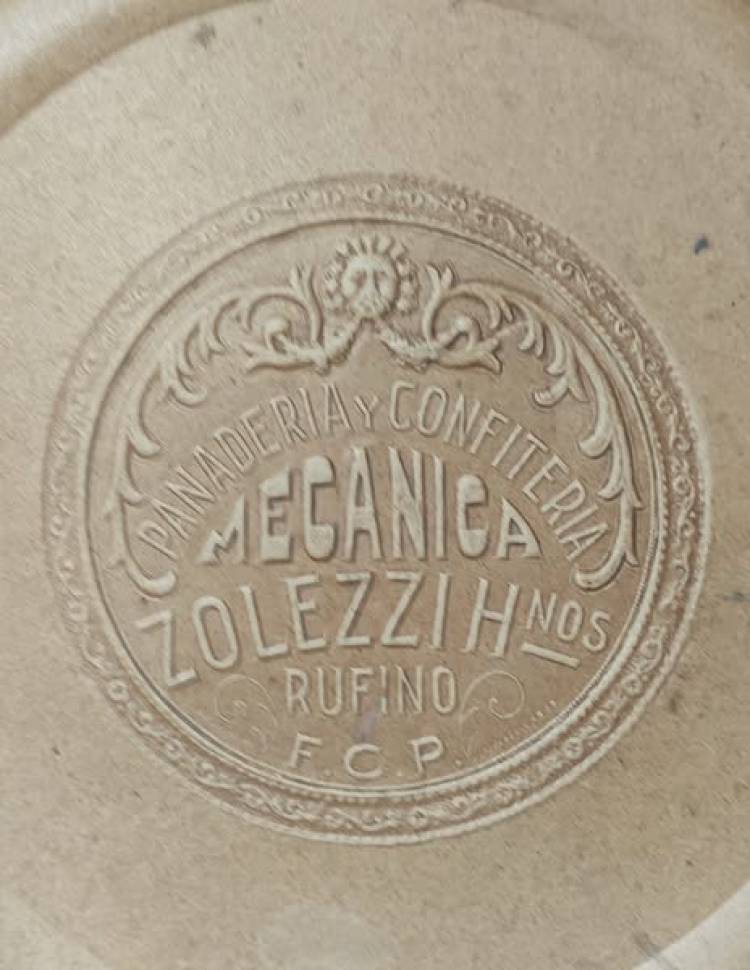 PANADERIA Y CONFITERIA
MECANICA
ZOLEZZI HNOS
RUFINO
F.C.P.